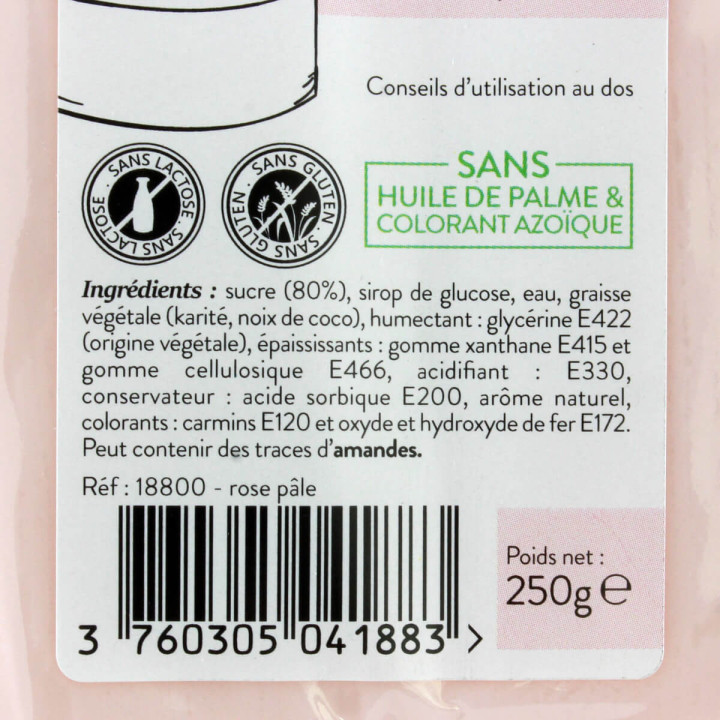 Conseils d'utilisation au dos
SANS LACTOSE · SANS LACTOSE ·
SANS GLUTEN · SANS GLUTEN ·
SANS
HUILE DE PALME &
COLORANT AZOÏQUE
Ingrédients : sucre (80%), sirop de glucose, eau, graisse
végétale (karité, noix de coco), humectant : glycérine E422
(origine végétale), épaississants : gomme xanthane E415 et
gomme cellulosique E466, acidifiant : E330,
conservateur : acide sorbique E200, arôme naturel,
colorants : carmins E120 et oxyde et hydroxyde de fer E172.
Peut contenir des traces d'amandes.
Réf : 18800 - rose pâle
Poids net :
250g e
3 760305 041883 >